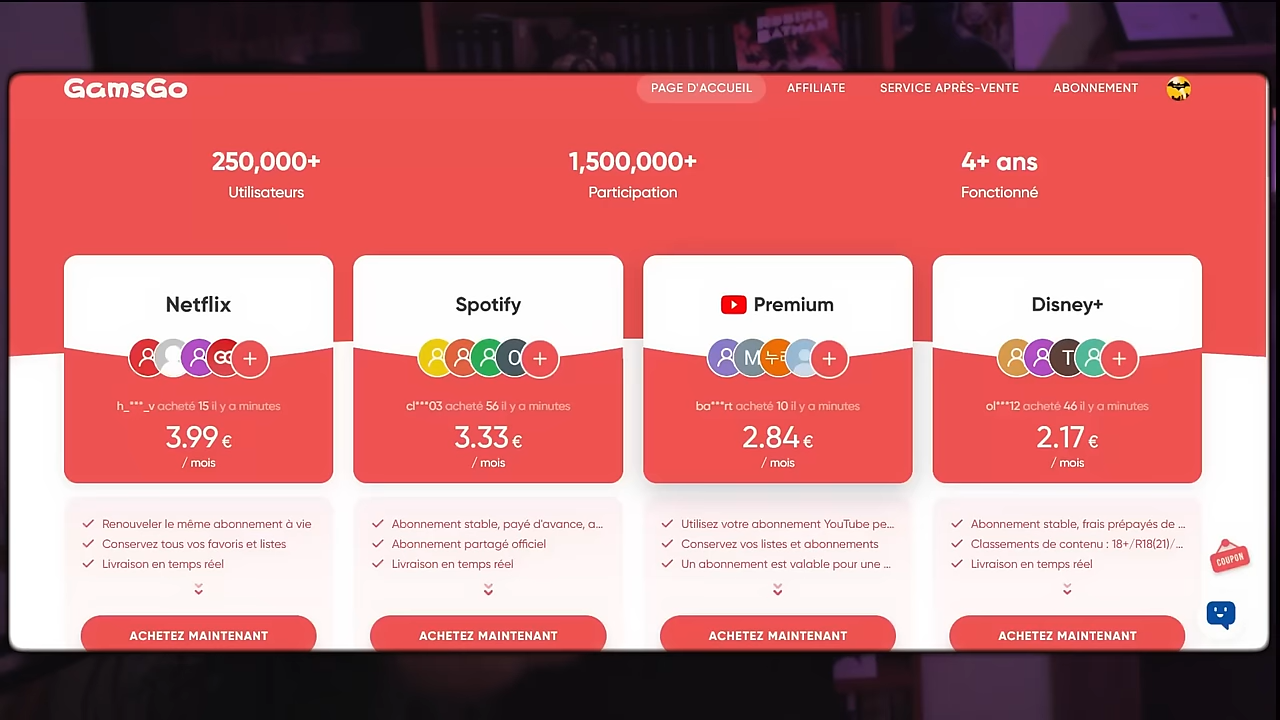 ROBIN &
BATMAN
GamsGo
PAGE D'ACCUEIL
AFFILIATE
SERVICE APRÈS-VENTE
ABONNEMENT
250,000+
Utilisateurs
1,500,000+
Participation
4+ ans
Fonctionné
Netflix
h_***_v acheté 15 il y a minutes
3.99 €
/ mois
Renouveler le même abonnement à vie
Conservez tous vos favoris et listes
Livraison en temps réel
ACHETEZ MAINTENANT
Spotify
O
cl***03 acheté 56 il y a minutes
3.33 €
/ mois
Abonnement stable, payé d'avance, a...
Abonnement partagé officiel
Livraison en temps réel
ACHETEZ MAINTENANT
Premium
M
ba***rt acheté 10 il y a minutes
2.84 €
/ mois
Utilisez votre abonnement YouTube pe...
Conservez vos listes et abonnements
Un abonnement est valable pour une ...
ACHETEZ MAINTENANT
Disney+
T
ol***12 acheté 46 il y a minutes
2.17 €
/ mois
Abonnement stable, frais prépayés de ...
Classements de contenu : 18+/R18(21)/...
Livraison en temps réel
ACHETEZ MAINTENANT
COUPON